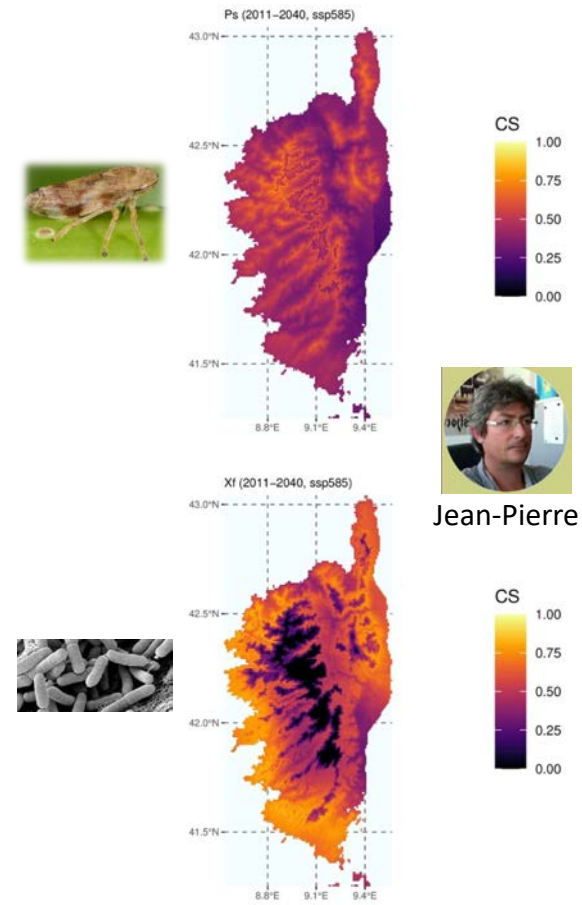 Ps (2011−2040, ssp585)
43.0°N
42.5°N
42.0°N
41.5°N
8.8°E 9.1°E 9.4°E
CS
1.00
0.75
0.50
0.25
0.00
Jean-Pierre
Xf (2011−2040, ssp585)
43.0°N
42.5°N
42.0°N
41.5°N
8.8°E 9.1°E 9.4°E
CS
1.00
0.75
0.50
0.25
0.00